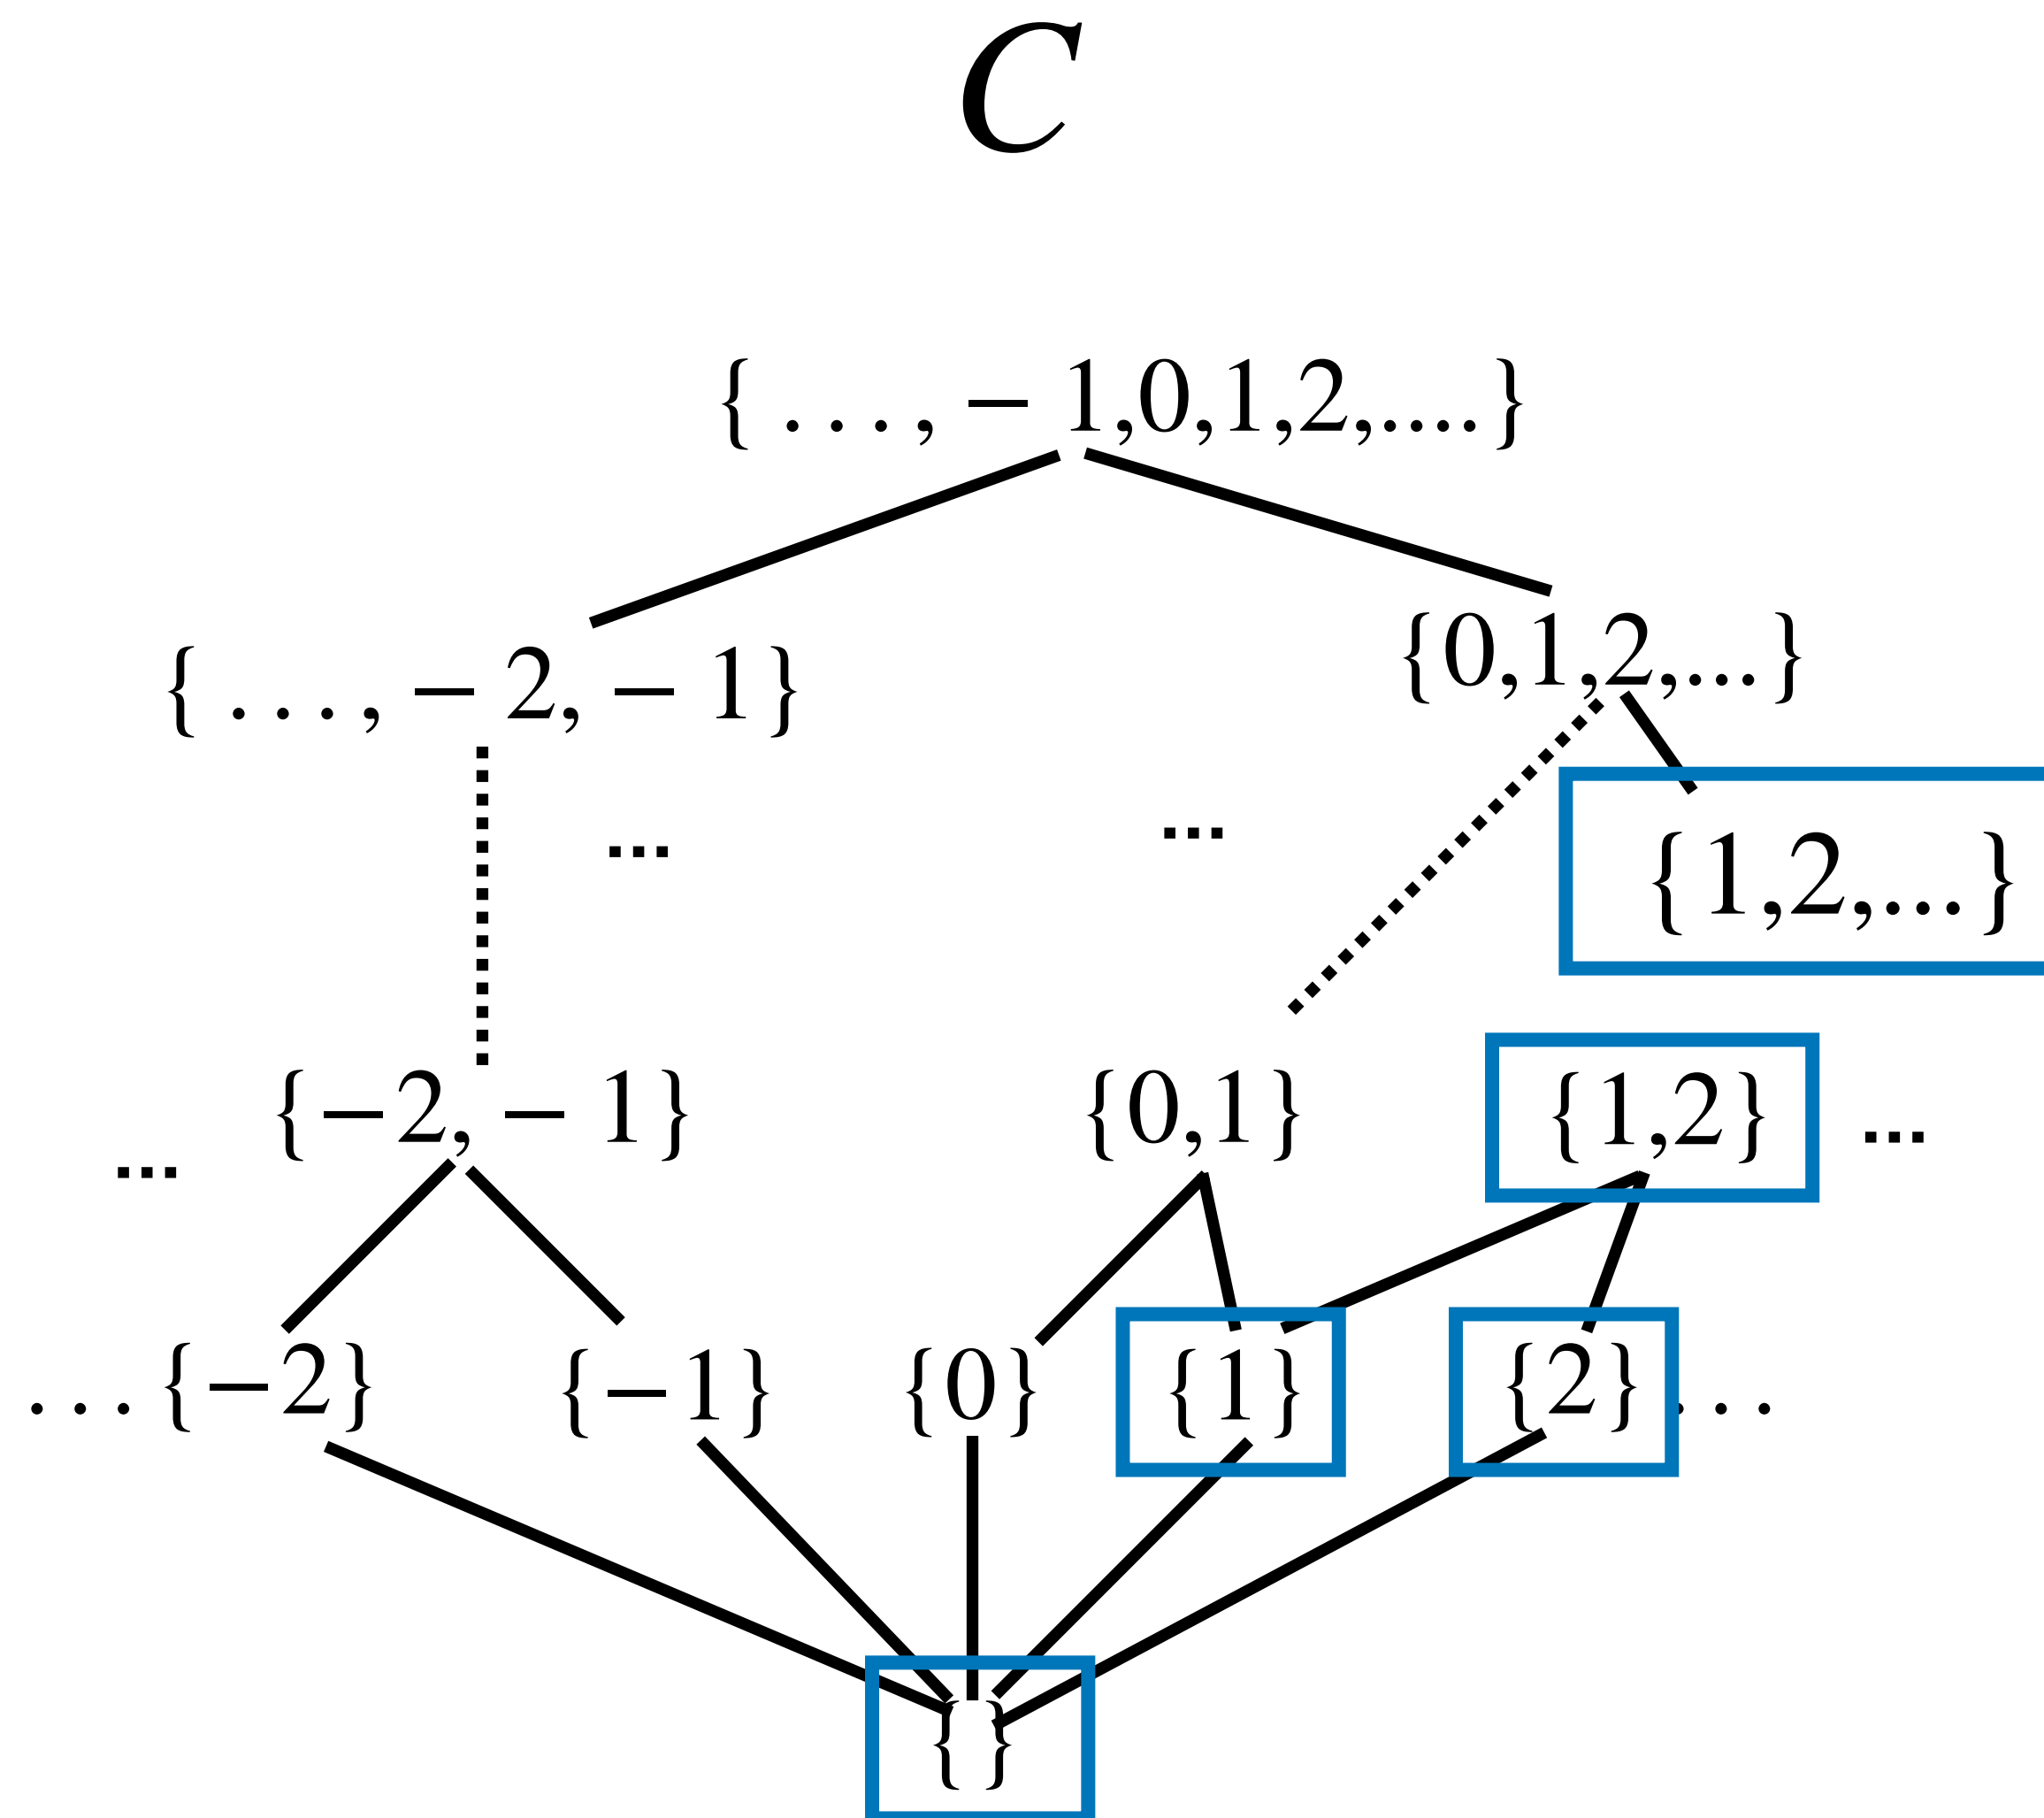 C
{ . . . , − 1,0,1,2,...}
{ . . . , − 2, − 1}
{0,1,2,...}
... ...
{1,2,...}
{−2, − 1}
{0,1}
{1,2}
...
...
. . . {−2}
{−1}
{0}
{1}
{2} . . .
{ }